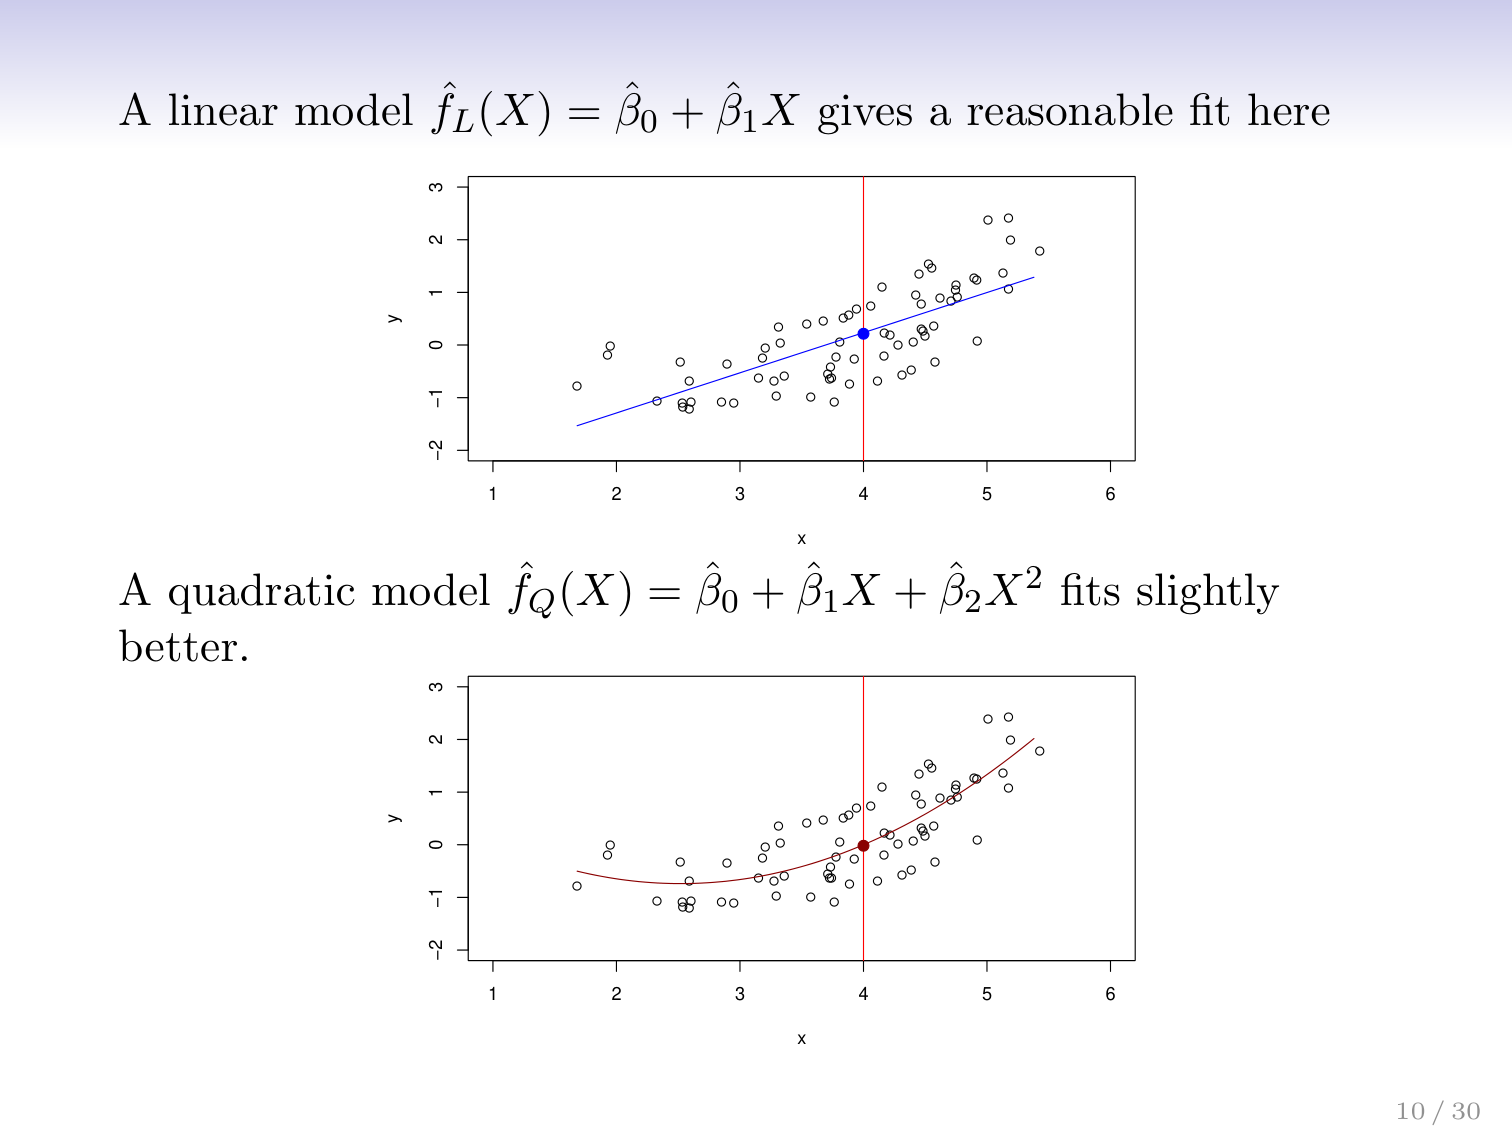 A linear model f̂_L(X) = β̂_0 + β̂_1X gives a reasonable fit here
3
2
1
0
−1
−2
y
1 2 3 4 5 6
x
A quadratic model f̂_Q(X) = β̂_0 + β̂_1X + β̂_2X² fits slightly
better.
3
2
1
0
−1
−2
y
1 2 3 4 5 6
x
10 / 30